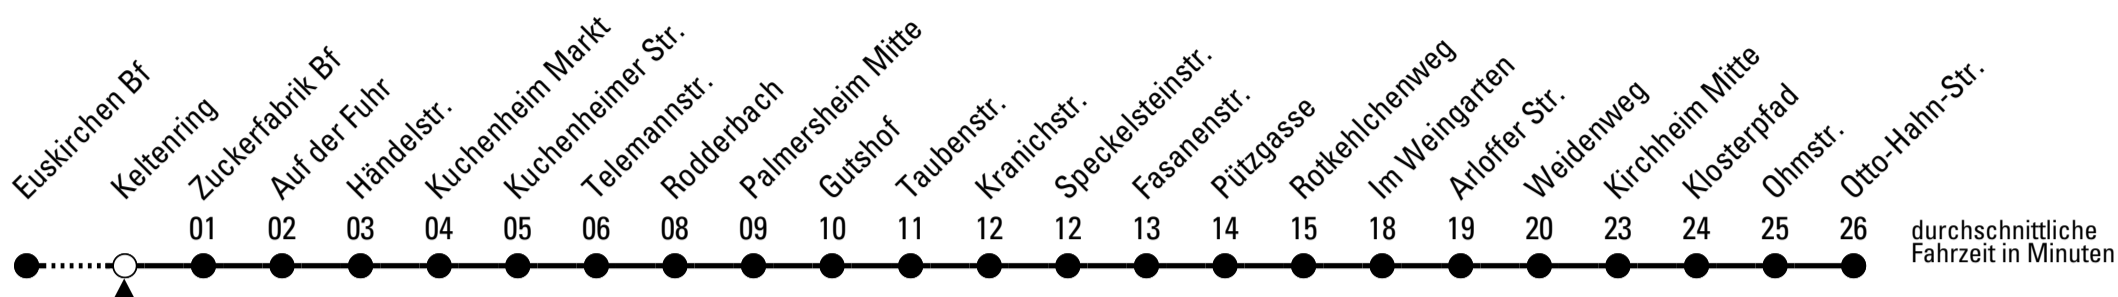 Euskirchen Bf
Keltenring
Zuckerfabrik Bf
Auf der Fuhr
Händelstr.
Kuchenheim Markt
Kuchenheimer Str.
Telemannstr.
Rodderbach
Palmersheim Mitte
Gutshof
Taubenstr.
Kranichstr.
Speckelsteinstr.
Fasanenstr.
Pützgasse
Rotkehlchenweg
Im Weingarten
Arloffer Str.
Weidenweg
Kirchheim Mitte
Klosterpfad
Ohmstr.
Otto-Hahn-Str.
01 02 03 04 05 06 08 09 10 11 12 12 13 14 15 18 19 20 23 24 25 26
durchschnittliche
Fahrzeit in Minuten